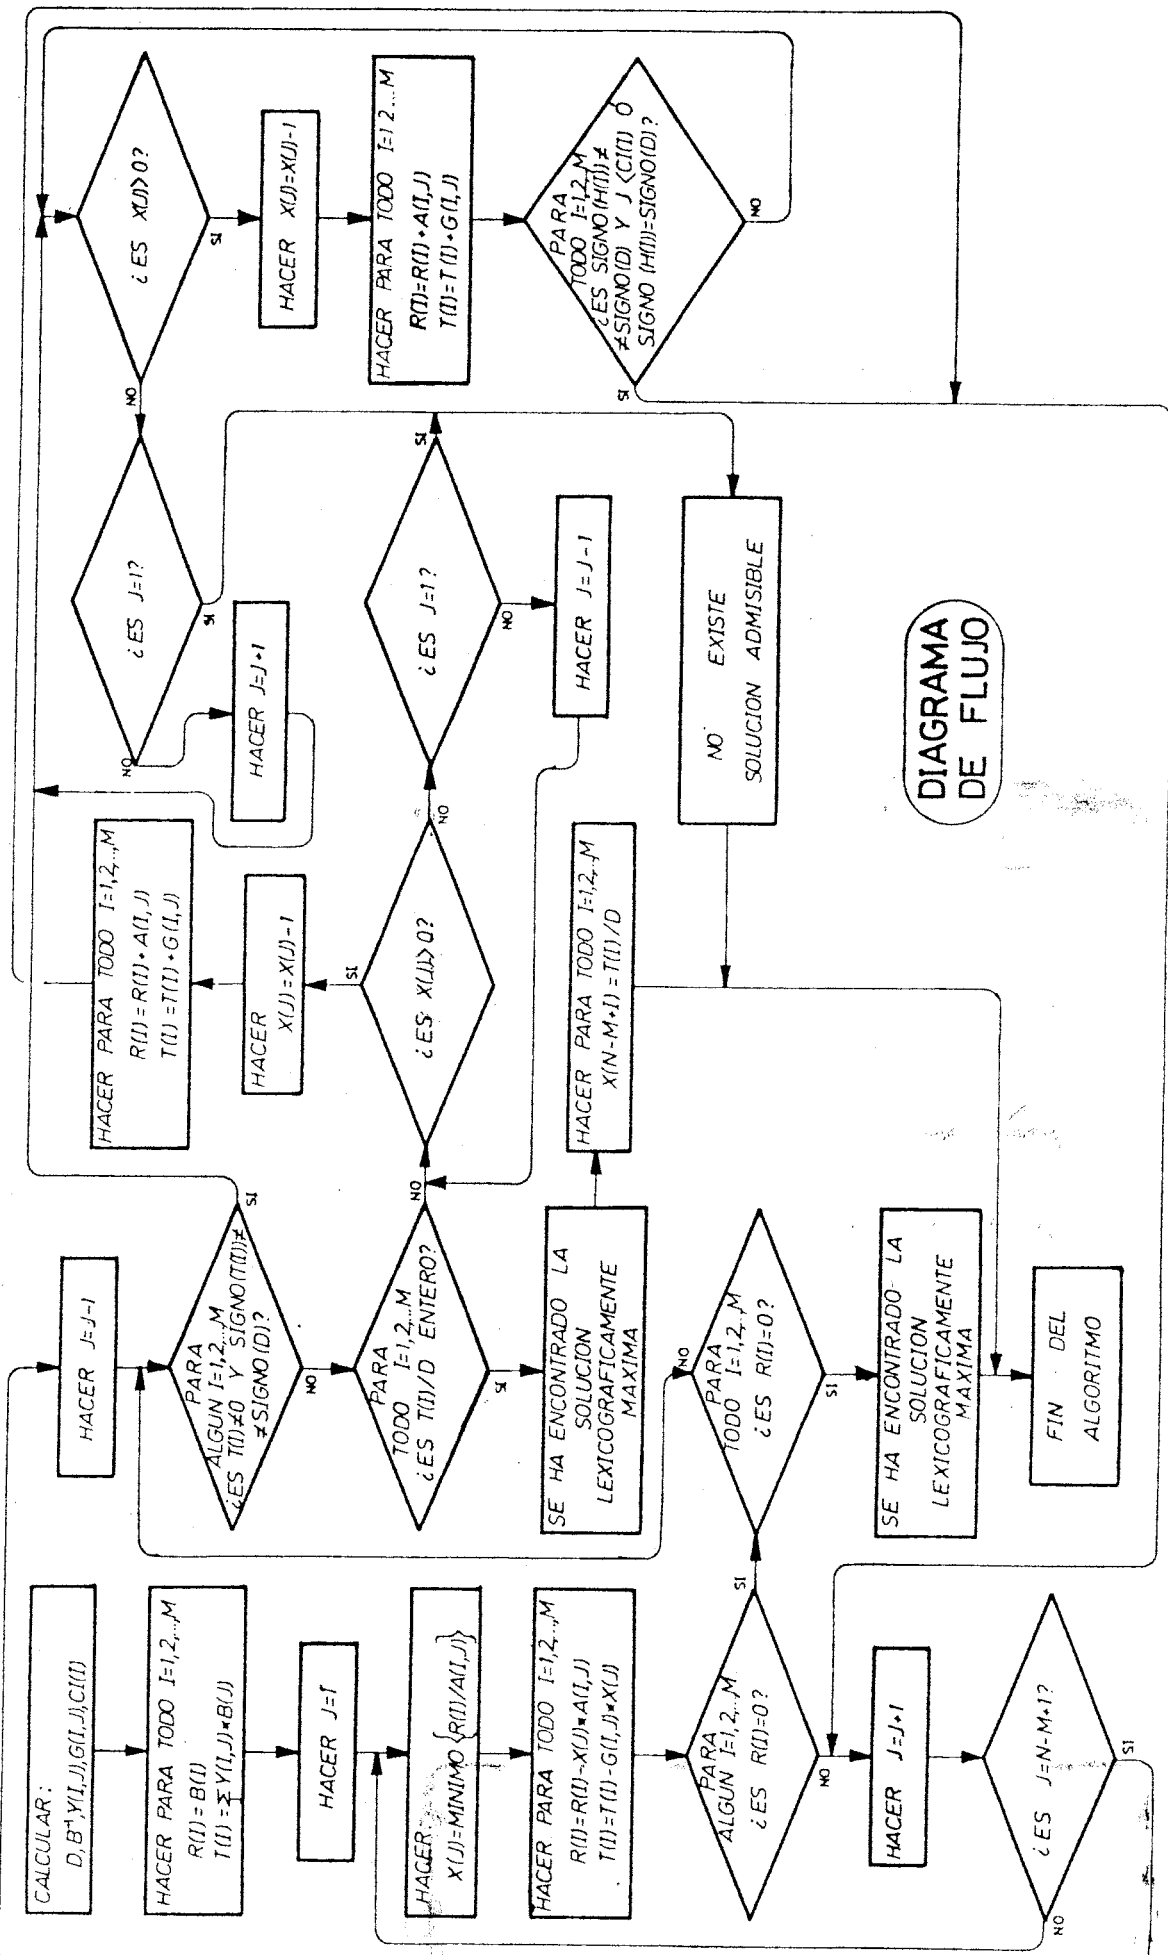 CALCULAR:
D, B⁻¹, Y(I,J), G(I,J), CI(I)
HACER PARA TODO I=1,2,...,M
R(I)=B(I)
T(I)=∑ Y(I,J)*B(J)
HACER J=1
HACER:
X(J)=MINIMO {R(I)/A(I,J)}
HACER PARA TODO I=1,2,...,M
R(I)=R(I)-X(J)*A(I,J)
T(I)=T(I)-G(I,J)*X(J)
PARA
ALGUN I=1,2,...M
¿ES R(I)=0?
SI
NO
HACER J=J+1
¿ES J=N-M+1?
NO
SI
HACER J=J-1
PARA
ALGUN I=1,2,...,M
¿ES T(I)≠0 Y SIGNO(T(I))≠
≠SIGNO(D)?
SI
NO
PARA
TODO I=1,2,...M
¿ES T(I)/D ENTERO?
NO
SI
SE HA ENCONTRADO LA
SOLUCION
LEXICOGRAFICAMENTE
MAXIMA
NO
PARA
TODO I=1,2,...,M
¿ES R(I)=0?
SI
SE HA ENCONTRADO LA
SOLUCION
LEXICOGRAFICAMENTE
MAXIMA
FIN DEL
ALGORITMO
HACER PARA TODO I=1,2,...,M
R(I)=R(I)+A(I,J)
T(I)=T(I)+G(I,J)
HACER
X(J)=X(J)-1
SI
¿ES X(J)>0?
NO
HACER PARA TODO I=1,2,...M
X(N-M+I)=T(I)/D
¿ES J=1?
SI
NO
HACER J=J+1
¿ES J=1?
SI
NO
HACER J=J-1
NO EXISTE
SOLUCION ADMISIBLE
DIAGRAMA
DE FLUJO
¿ES X(J)>0?
NO
SI
HACER X(J)=X(J)-1
HACER PARA TODO I=1,2...M
R(I)=R(I)+A(I,J)
T(I)=T(I)+G(I,J)
PARA
TODO I=1,2,...M
¿ES SIGNO(H(I))≠
≠SIGNO(D) Y J<CI(I) Ó
SIGNO(H(I))=SIGNO(D)?
SI
NO